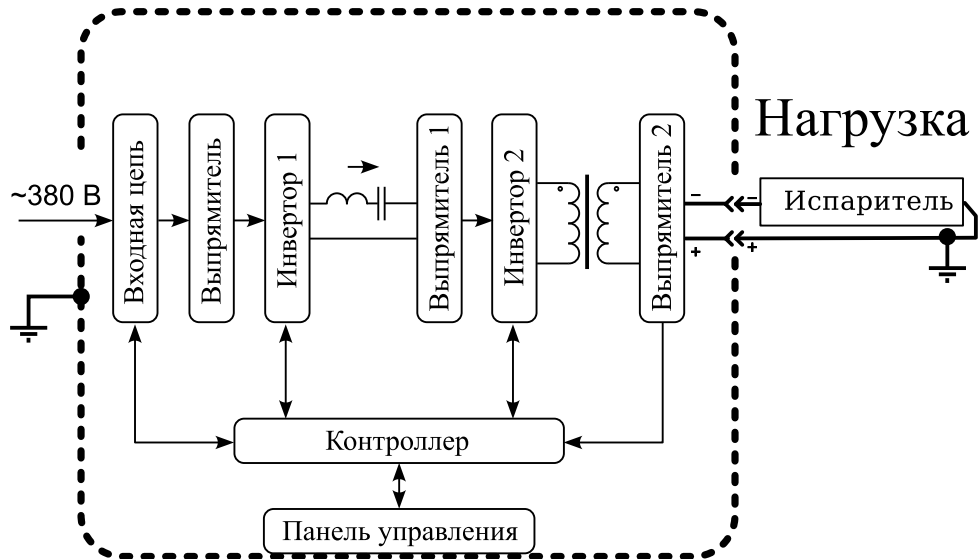 Нагрузка
~380 В
Входная цепь
Выпрямитель
Инвертор 1
Выпрямитель 1
Инвертор 2
Выпрямитель 2
− −
Испаритель
+ +
Контроллер
Панель управления